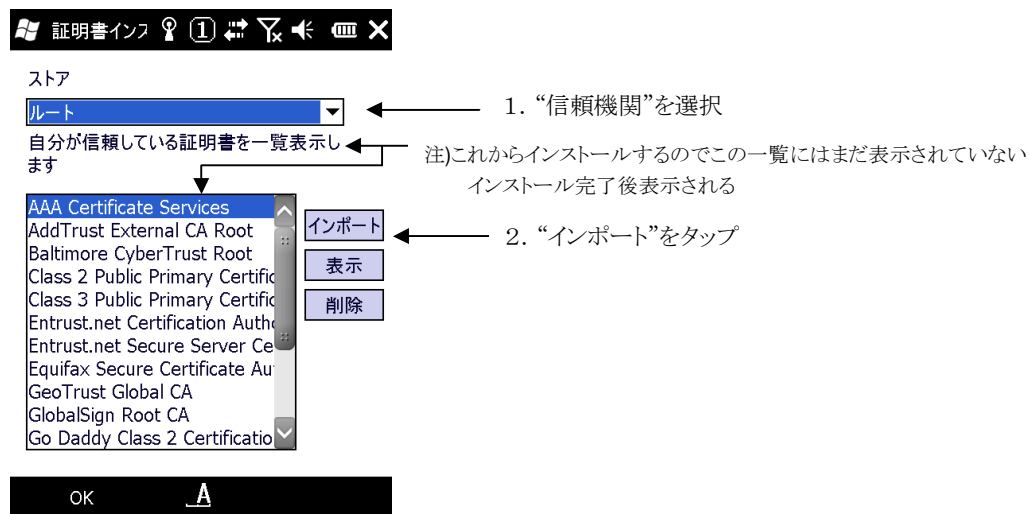 証明書インス
1
ストア
ルート
1. “信頼機関”を選択
自分が信頼している証明書を一覧表示し
ます
注)これからインストールするのでこの一覧にはまだ表示されていない
インストール完了後表示される
AAA Certificate Services
AddTrust External CA Root
Baltimore CyberTrust Root
Class 2 Public Primary Certific
Class 3 Public Primary Certific
Entrust.net Certification Autho
Entrust.net Secure Server Ce
Equifax Secure Certificate Au
GeoTrust Global CA
GlobalSign Root CA
Go Daddy Class 2 Certificatio
インポート
2. “インポート”をタップ
表示
削除
OK
A